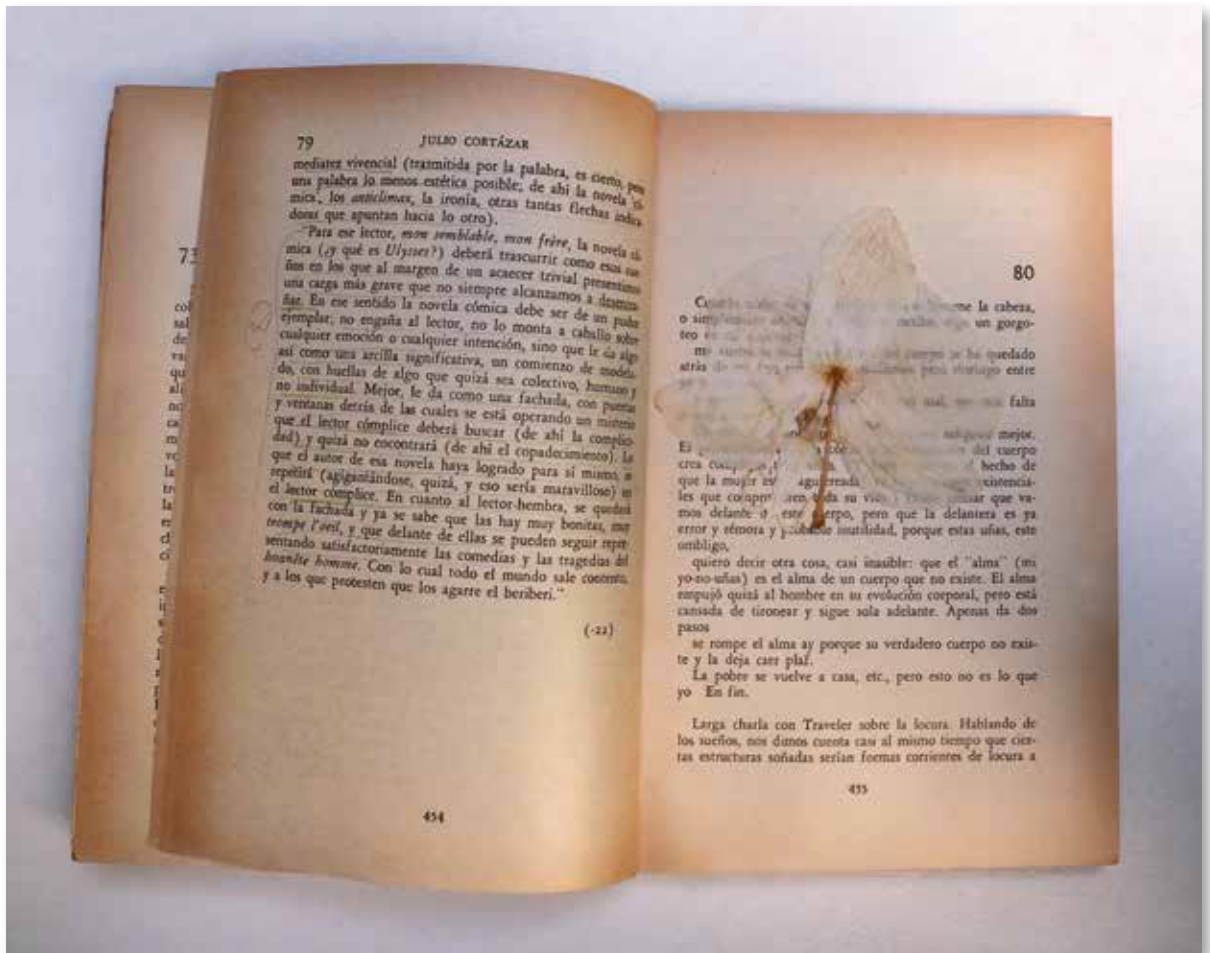 73
79 JULIO CORTÁZAR
mediatez vivencial (trasmitida por la palabra, es cierto, pero
una palabra lo menos estética posible; de ahí la novela 'có-
mica', los anticlimax, la ironía, otras tantas flechas indica-
doras que apuntan hacia lo otro).
"Para ese lector, mon semblable, mon frère, la novela có-
mica (¿y qué es Ulysses?) deberá trascurrir como esos sue-
ños en los que al margen de un acaecer trivial presentimos
una carga más grave que no siempre alcanzamos a desentra-
ñar. En ese sentido la novela cómica debe ser de un pudor
ejemplar; no engaña al lector, no lo monta a caballo sobre
cualquier emoción o cualquier intención, sino que le da algo
así como una arcilla significativa, un comienzo de modela-
do, con huellas de algo que quizá sea colectivo, humano y
no individual. Mejor, le da como una fachada, con puertas
y ventanas detrás de las cuales se está operando un misterio
que el lector cómplice deberá buscar (de ahí la complici-
dad) y quizá no encontrará (de ahí el copadecimiento). Lo
que el autor de esa novela haya logrado para sí mismo, se
repetirá (agigantándose, quizá, y eso sería maravilloso) en
el lector cómplice. En cuanto al lector-hembra, se quedará
con la fachada y ya se sabe que las hay muy bonitas, muy
trompe l'oeil, y que delante de ellas se pueden seguir repre-
sentando satisfactoriamente las comedias y las tragedias del
honnête homme. Con lo cual todo el mundo sale contento,
y a los que protesten que los agarre el beriberi."
(-22)
454
80
la cabeza,
o un gorgo-
teo
cuerpo se ha quedado
atrás entre
falta
mejor.
del cuerpo
crea hecho de
que la mujer
les que su que va-
mos delante este cuerpo, pero que la delantera es ya
error y rémora y probable inutilidad, porque estas uñas, este
ombligo,
quiero decir otra cosa, casi inasible: que el "alma" (mi
yo-no-uñas) es el alma de un cuerpo que no existe. El alma
empujó quizá al hombre en su evolución corporal, pero está
cansada de tironear y sigue sola adelante. Apenas da dos
pasos
se rompe el alma ay porque su verdadero cuerpo no exis-
te y la deja caer plaf.
La pobre se vuelve a casa, etc., pero esto no es lo que
yo En fin.
Larga charla con Traveler sobre la locura. Hablando de
los sueños, nos dimos cuenta casi al mismo tiempo que cier-
tas estructuras soñadas serían formas corrientes de locura a
455